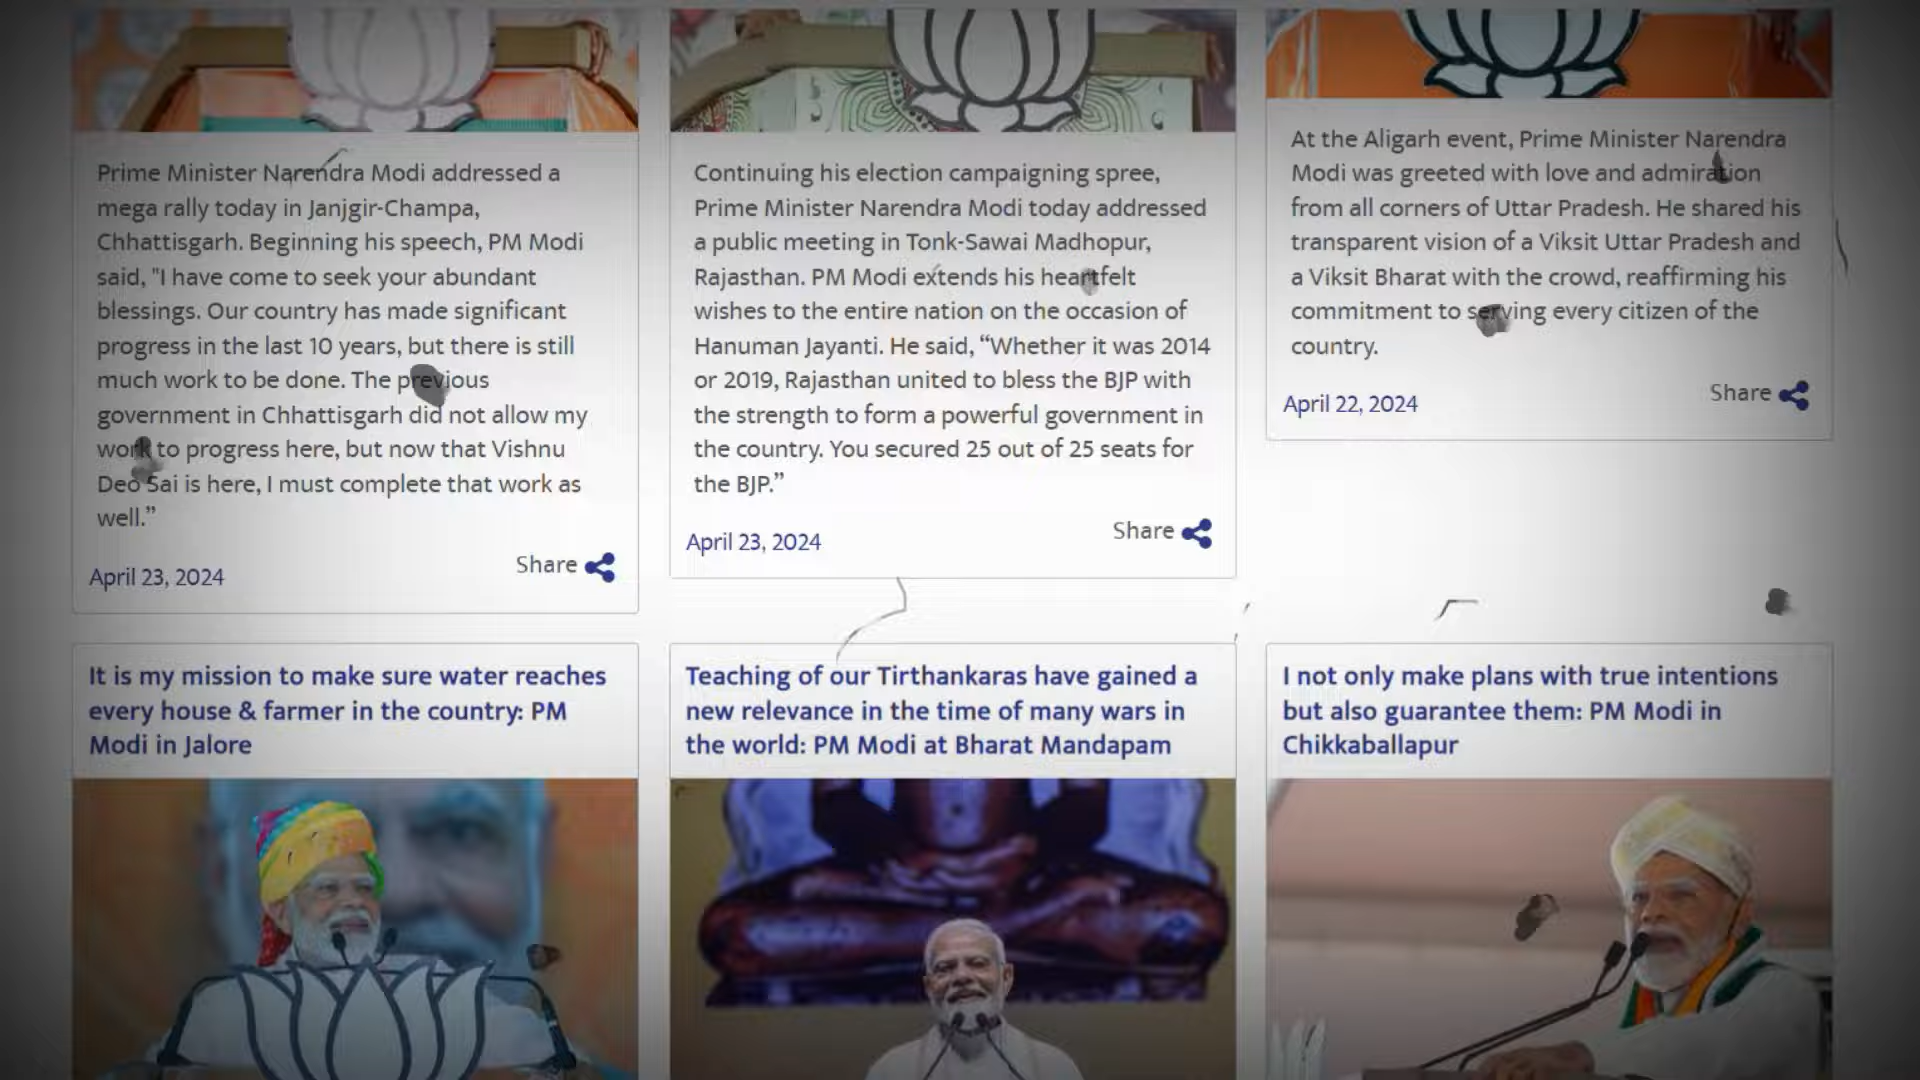 Prime Minister Narendra Modi addressed a
mega rally today in Janjgir-Champa,
Chhattisgarh. Beginning his speech, PM Modi
said, "I have come to seek your abundant
blessings. Our country has made significant
progress in the last 10 years, but there is still
much work to be done. The previous
government in Chhattisgarh did not allow my
work to progress here, but now that Vishnu
Deo Sai is here, I must complete that work as
well.”
April 23, 2024
Share
Continuing his election campaigning spree,
Prime Minister Narendra Modi today addressed
a public meeting in Tonk-Sawai Madhopur,
Rajasthan. PM Modi extends his heartfelt
wishes to the entire nation on the occasion of
Hanuman Jayanti. He said, “Whether it was 2014
or 2019, Rajasthan united to bless the BJP with
the strength to form a powerful government in
the country. You secured 25 out of 25 seats for
the BJP.”
April 23, 2024
Share
At the Aligarh event, Prime Minister Narendra
Modi was greeted with love and admiration
from all corners of Uttar Pradesh. He shared his
transparent vision of a Viksit Uttar Pradesh and
a Viksit Bharat with the crowd, reaffirming his
commitment to serving every citizen of the
country.
April 22, 2024
Share
It is my mission to make sure water reaches
every house & farmer in the country: PM
Modi in Jalore
Teaching of our Tirthankaras have gained a
new relevance in the time of many wars in
the world: PM Modi at Bharat Mandapam
I not only make plans with true intentions
but also guarantee them: PM Modi in
Chikkaballapur